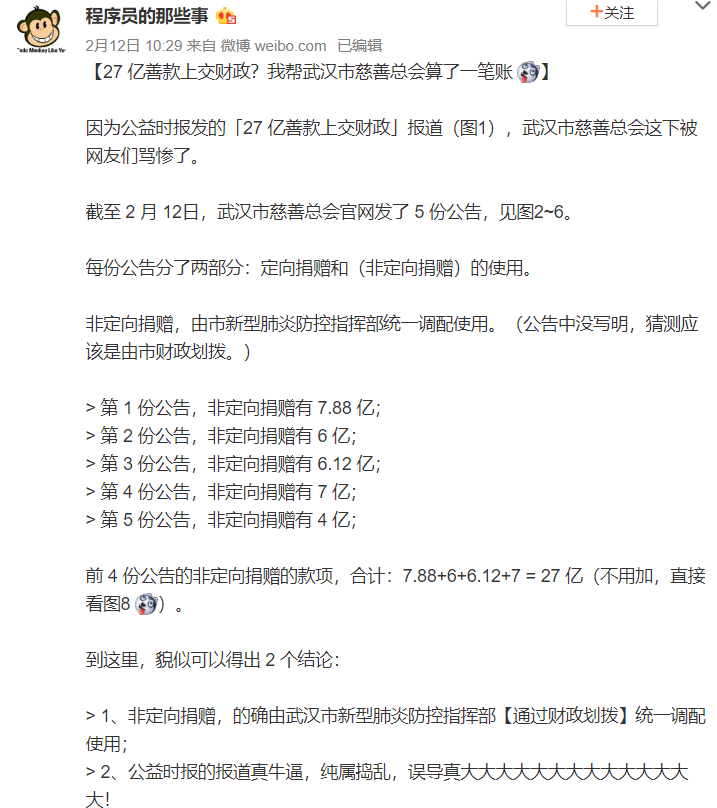 程序员的那些事
+关注
2月12日 10:29 来自 微博 weibo.com 已编辑
【27 亿善款上交财政？我帮武汉市慈善总会算了一笔账】
因为公益时报发的「27 亿善款上交财政」报道（图1），武汉市慈善总会这下被
网友们骂惨了。
截至 2 月 12日，武汉市慈善总会官网发了 5 份公告，见图2~6。
每份公告分了两部分：定向捐赠和（非定向捐赠）的使用。
非定向捐赠，由市新型肺炎防控指挥部统一调配使用。（公告中没写明，猜测应
该是由市财政划拨。）
> 第 1 份公告，非定向捐赠有 7.88 亿；
> 第 2 份公告，非定向捐赠有 6 亿；
> 第 3 份公告，非定向捐赠有 6.12 亿；
> 第 4 份公告，非定向捐赠有 7 亿；
> 第 5 份公告，非定向捐赠有 4 亿；
前 4 份公告的非定向捐赠的款项，合计：7.88+6+6.12+7 = 27 亿（不用加，直接
看图8）。
到这里，貌似可以得出 2 个结论：
> 1、非定向捐赠，的确由武汉市新型肺炎防控指挥部【通过财政划拨】统一调配
使用；
> 2、公益时报的报道真牛逼，纯属捣乱，误导真大大大大大大大大大大大大大
大！